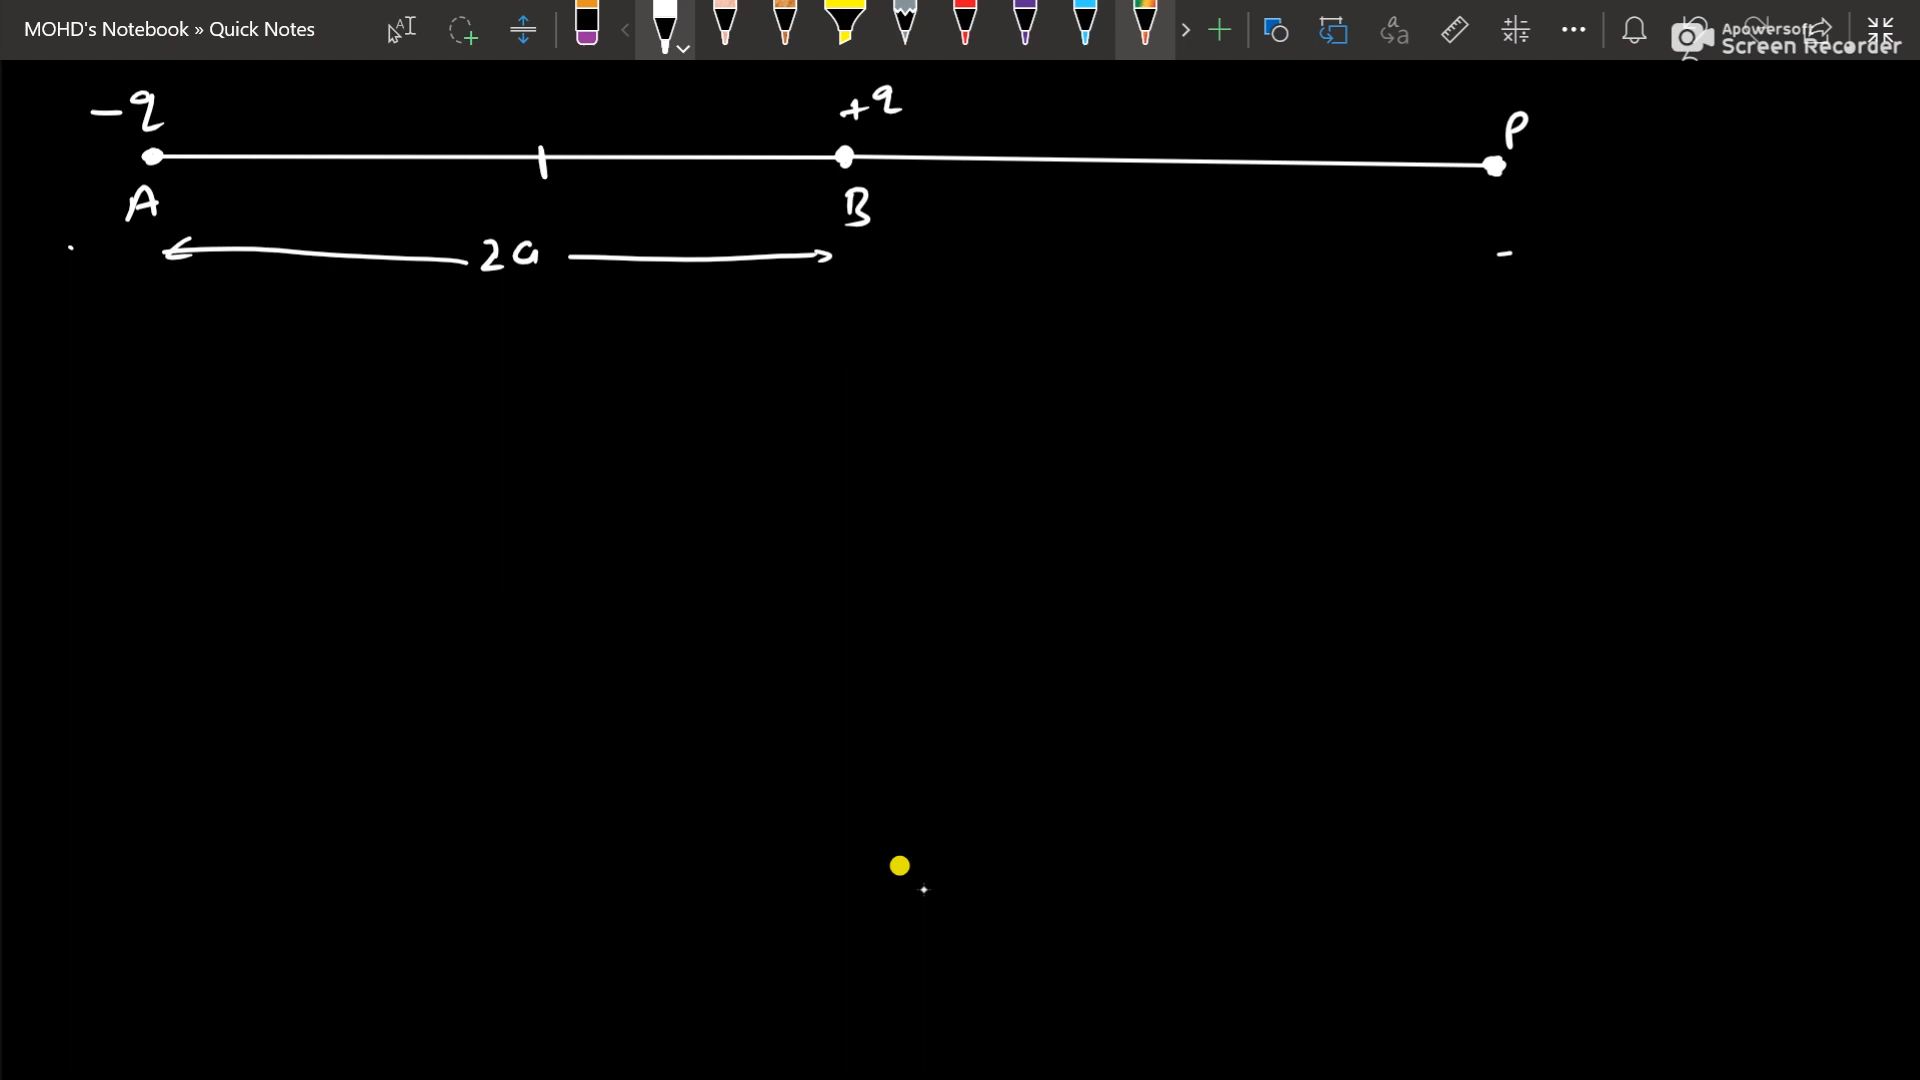 MOHD's Notebook » Quick Notes
Apowersoft
Screen Recorder
-q +q P
A B
2a